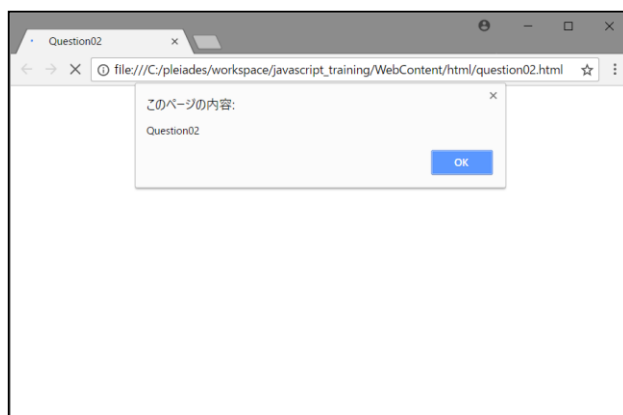 Question02
file:///C:/pleiades/workspace/javascript_training/WebContent/html/question02.html
このページの内容:
Question02
OK